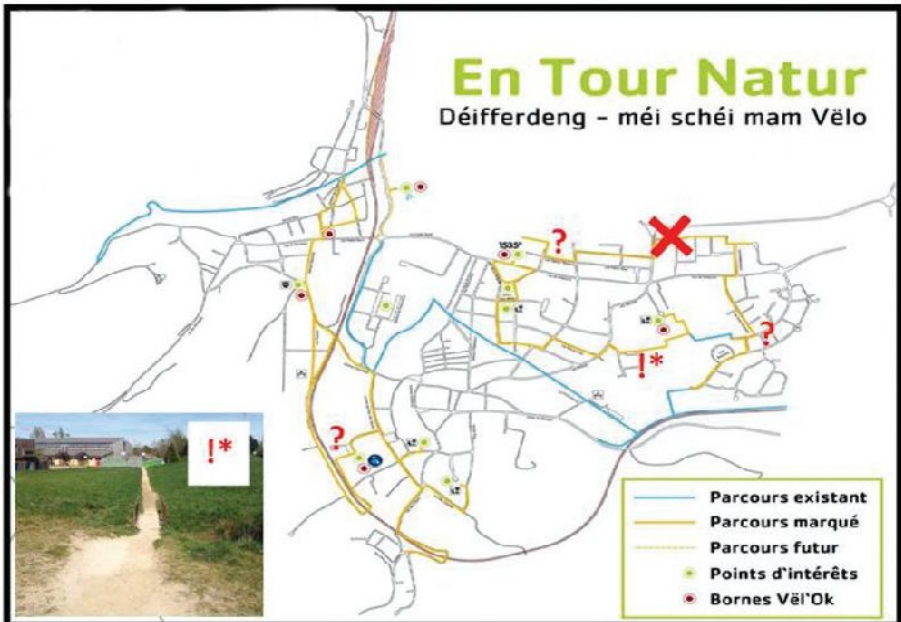 En Tour Natur
Déifferdeng - méi schéi mam Vëlo
1535°
?
?
!*
?
!*
Parcours existant
Parcours marqué
Parcours futur
Points d'intérêts
Bornes Vël'Ok